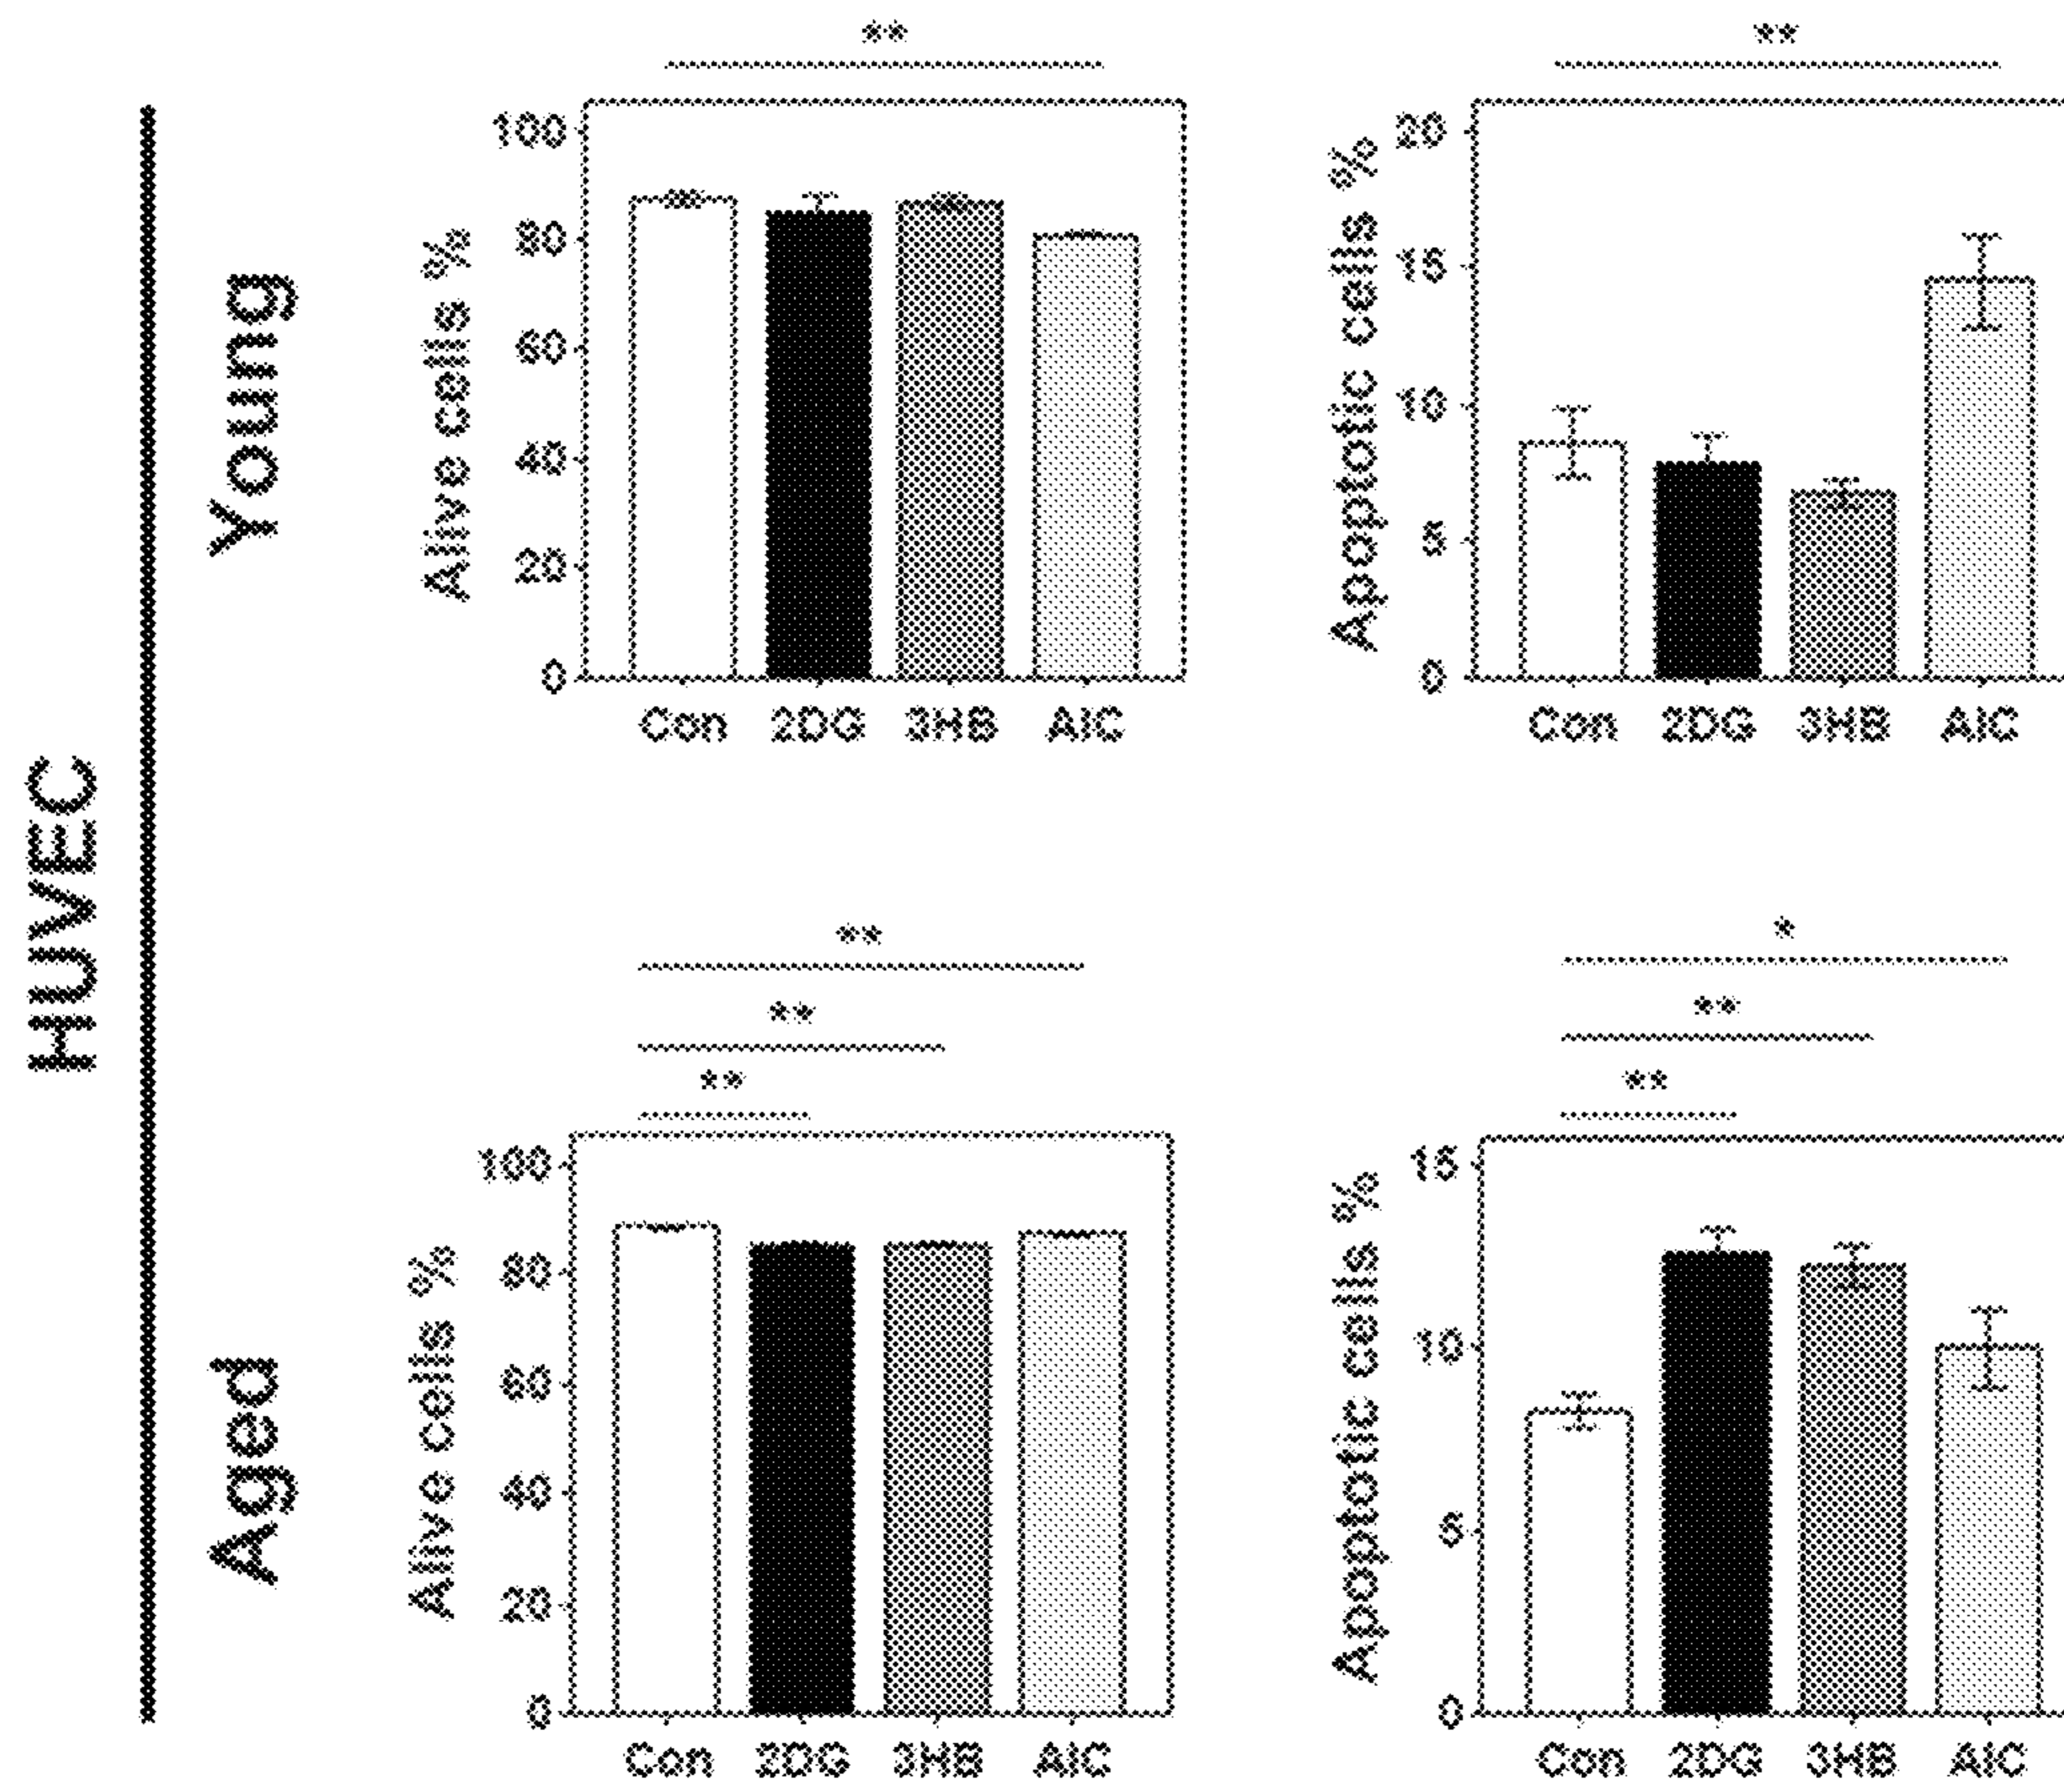 HUVEC
Young
**
Alive cells %
100
80
60
40
20
0
Con 2DG 3HB AIC
**
Apoptotic cells %
20
15
10
5
0
Con 2DG 3HB AIC
Aged
**
**
**
Alive cells %
100
80
60
40
20
0
Con 2DG 3HB AIC
*
**
**
Apoptotic cells %
15
10
5
0
Con 2DG 3HB AIC